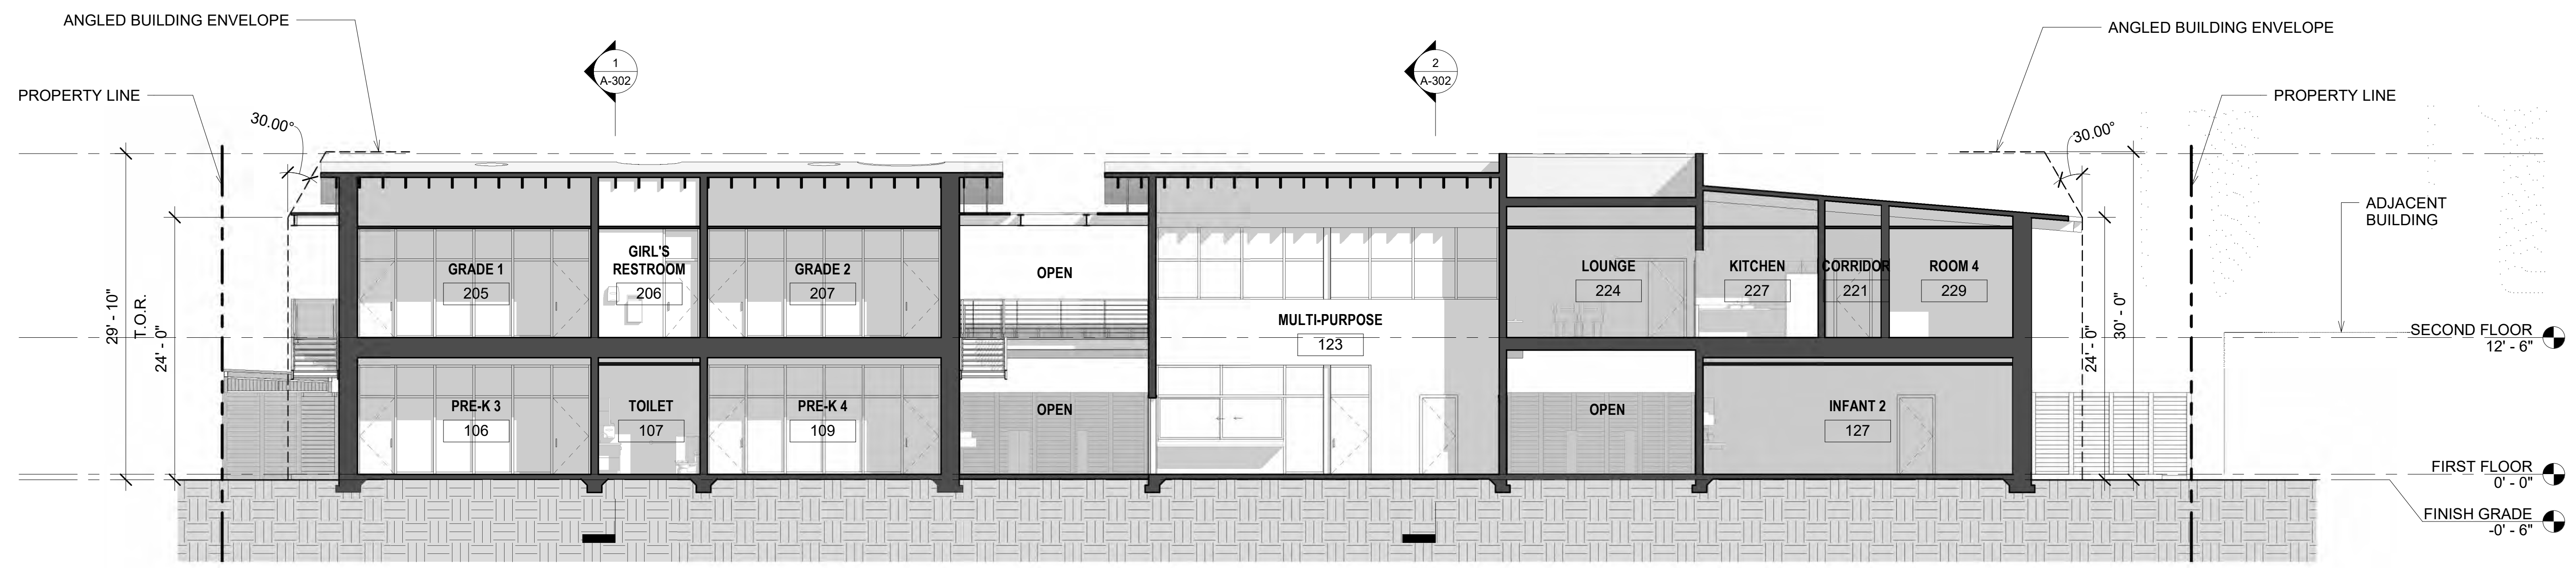 ANGLED BUILDING ENVELOPE
ANGLED BUILDING ENVELOPE
1
A-302
2
A-302
PROPERTY LINE
PROPERTY LINE
30.00°
30.00°
ADJACENT
BUILDING
GIRL'S
RESTROOM
206
GRADE 1
205
GRADE 2
207
OPEN
LOUNGE
224
KITCHEN
227
CORRIDOR
221
ROOM 4
229
29' - 10"
T.O.R.
24' - 0"
MULTI-PURPOSE
123
24' - 0"
30' - 0"
SECOND FLOOR
12' - 6"
PRE-K 3
106
TOILET
107
PRE-K 4
109
OPEN
OPEN
INFANT 2
127
FIRST FLOOR
0' - 0"
FINISH GRADE
-0' - 6"